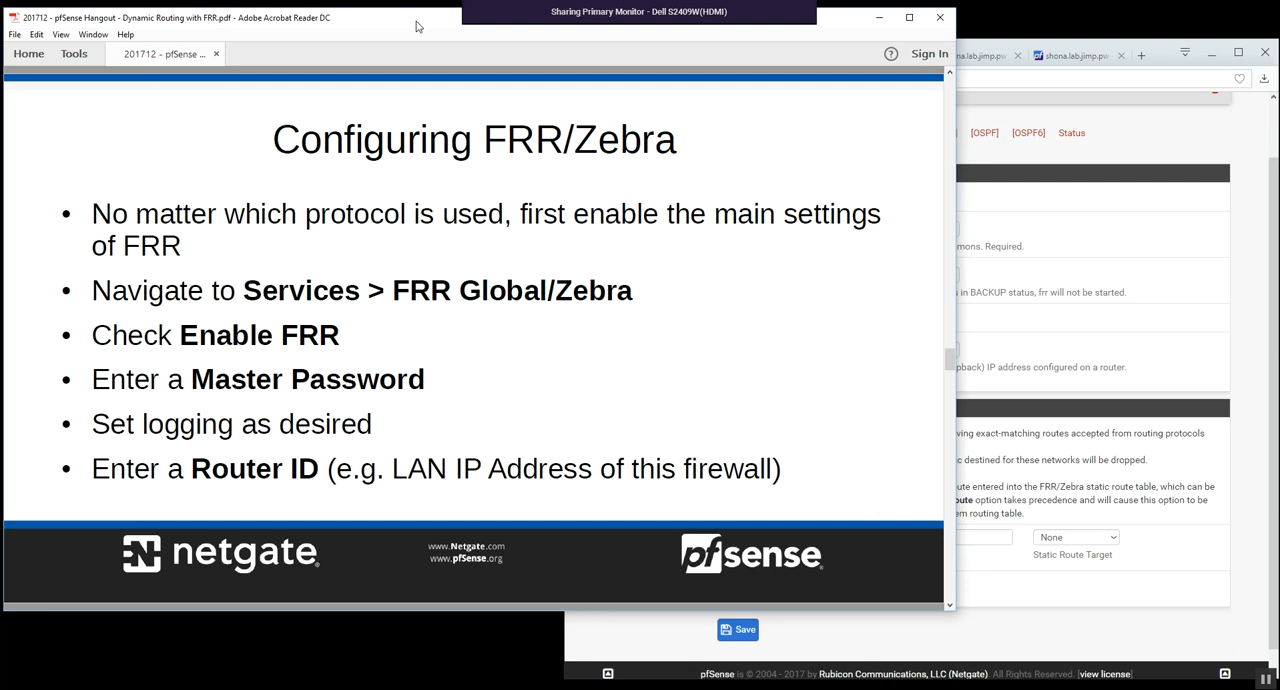 Sharing Primary Monitor - Dell S2409W(HDMI)
201712 - pfSense Hangout - Dynamic Routing with FRR.pdf - Adobe Acrobat Reader DC
File Edit View Window Help
Home Tools 201712 - pfSense ... × ? Sign In
shona.lab.jimp.pw
[OSPF] [OSPF6] Status
Configuring FRR/Zebra
• No matter which protocol is used, first enable the main settings
of FRR
• Navigate to Services > FRR Global/Zebra
• Check Enable FRR
• Enter a Master Password
• Set logging as desired
• Enter a Router ID (e.g. LAN IP Address of this firewall)
netgate®
www.Netgate.com
www.pfSense.org
pfsense®
mons. Required.
in BACKUP status, frr will not be started.
pback) IP address configured on a router.
ving exact-matching routes accepted from routing protocols
c destined for these networks will be dropped.
ute entered into the FRR/Zebra static route table, which can be
oute option takes precedence and will cause this option to be
em routing table.
None
Static Route Target
Save
pfSense is © 2004 - 2017 by Rubicon Communications, LLC (Netgate). All Rights Reserved. [view license]